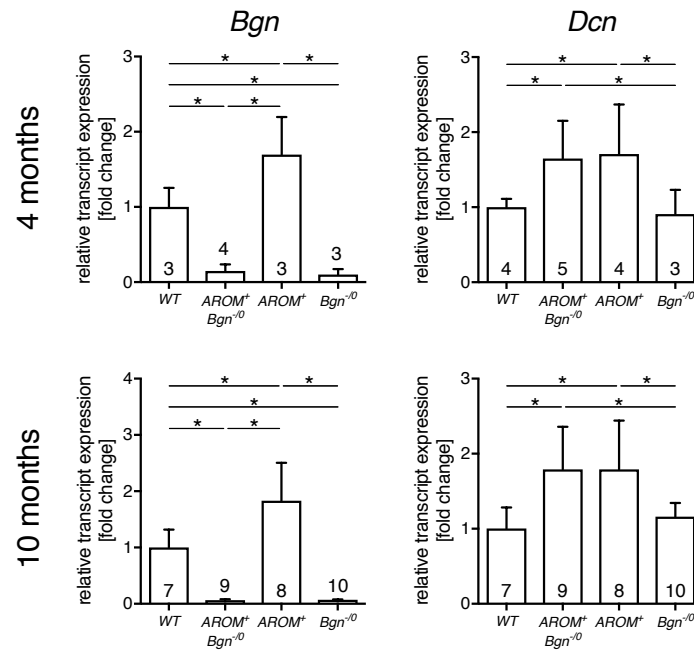 Bgn
Dcn
4 months
relative transcript expression
[fold change]
3
2
1
0
* *
*
* *
3
4
3
3
WT
AROM+
Bgn-/0
AROM+
Bgn-/0
relative transcript expression
[fold change]
3
2
1
0
* *
* *
4
5
4
3
WT
AROM+
Bgn-/0
AROM+
Bgn-/0
10 months
relative transcript expression
[fold change]
4
3
2
1
0
* *
*
* *
7
9
8
10
WT
AROM+
Bgn-/0
AROM+
Bgn-/0
relative transcript expression
[fold change]
3
2
1
0
* *
* *
7
9
8
10
WT
AROM+
Bgn-/0
AROM+
Bgn-/0